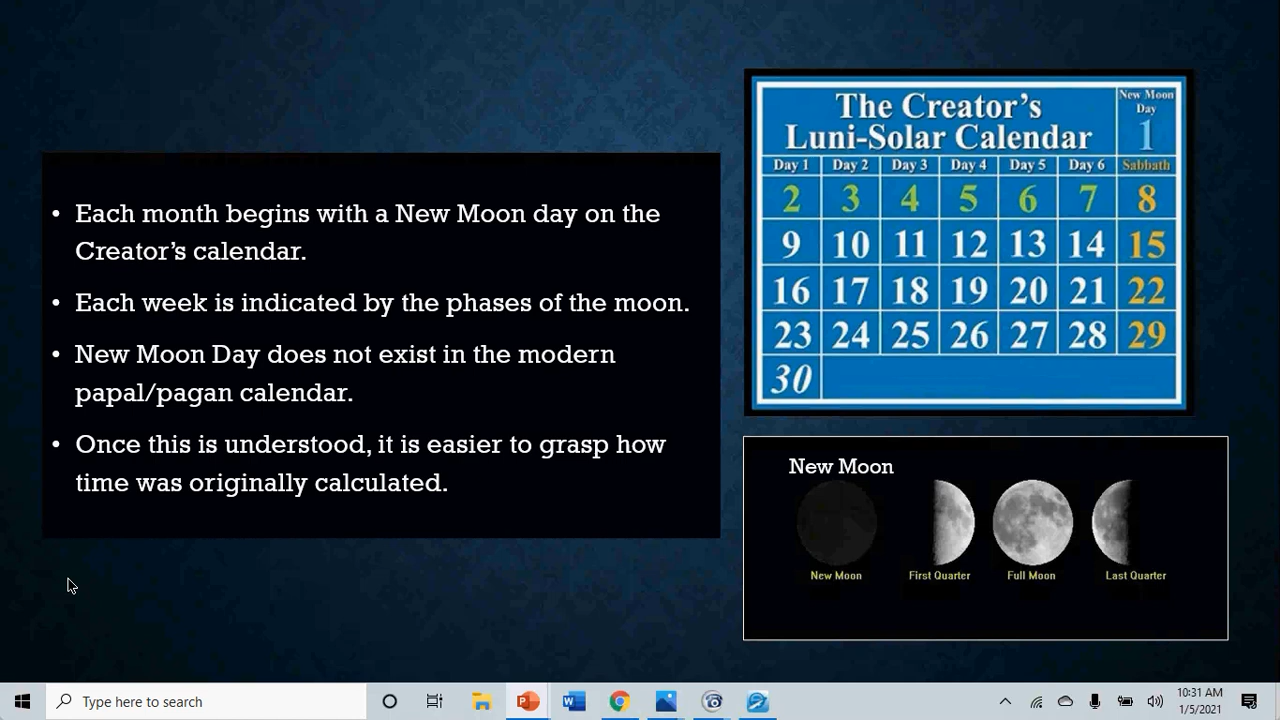 • Each month begins with a New Moon day on the
Creator’s calendar.
• Each week is indicated by the phases of the moon.
• New Moon Day does not exist in the modern
papal/pagan calendar.
• Once this is understood, it is easier to grasp how
time was originally calculated.
The Creator’s
Luni-Solar Calendar
New Moon
Day
1
Day 1 Day 2 Day 3 Day 4 Day 5 Day 6 Sabbath
2 3 4 5 6 7 8
9 10 11 12 13 14 15
16 17 18 19 20 21 22
23 24 25 26 27 28 29
30
New Moon
New Moon First Quarter Full Moon Last Quarter
Type here to search
10:31 AM
1/5/2021